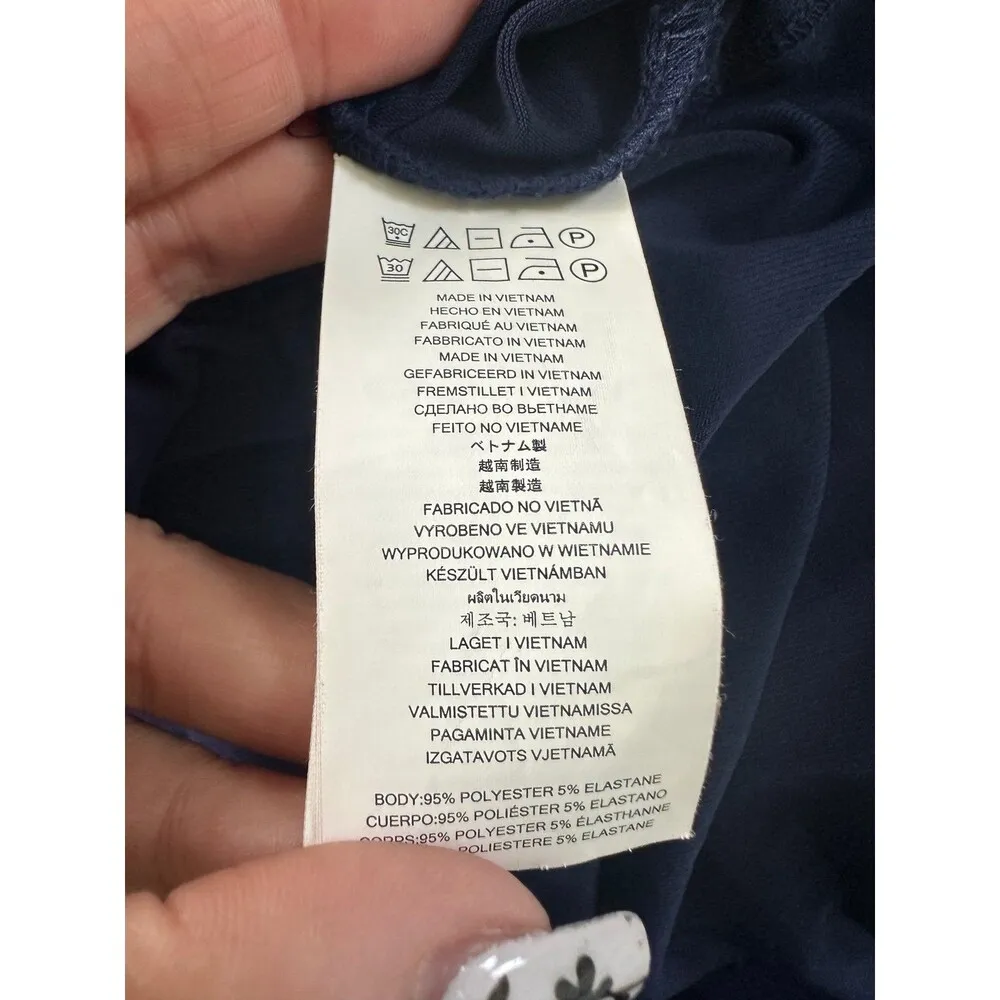 30C P
30 P
MADE IN VIETNAM
HECHO EN VIETNAM
FABRIQUÉ AU VIETNAM
FABBRICATO IN VIETNAM
MADE IN VIETNAM
GEFABRICEERD IN VIETNAM
FREMSTILLET I VIETNAM
СДЕЛАНО ВО ВЬЕТНАМЕ
FEITO NO VIETNAME
ベトナム製
越南制造
越南製造
FABRICADO NO VIETNÃ
VYROBENO VE VIETNAMU
WYPRODUKOWANO W WIETNAMIE
KÉSZÜLT VIETNÁMBAN
ผลิตในเวียดนาม
제조국: 베트남
LAGET I VIETNAM
FABRICAT ÎN VIETNAM
TILLVERKAD I VIETNAM
VALMISTETTU VIETNAMISSA
PAGAMINTA VIETNAME
IZGATAVOTS VJETNAMĀ
BODY:95% POLYESTER 5% ELASTANE
CUERPO:95% POLIÉSTER 5% ELASTANO
CORPS:95% POLYESTER 5% ÉLASTHANNE
POLIESTERE 5% ELASTANE